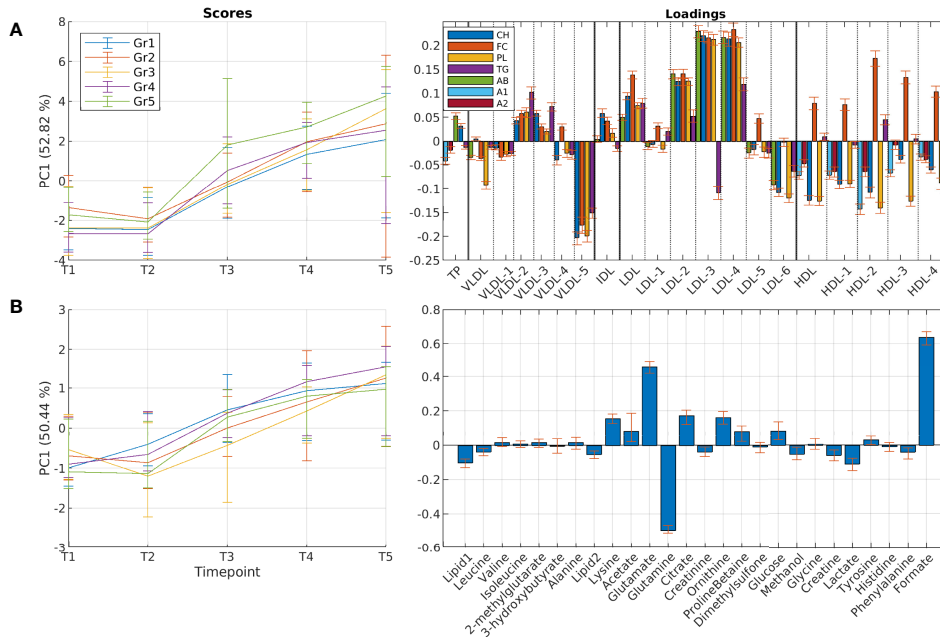 A
Scores
Loadings
PC1 (52.82 %)
8
6
4
2
0
-2
-4
Gr1
Gr2
Gr3
Gr4
Gr5
T1
T2
T3
T4
T5
0.2
0.15
0.1
0.05
0
-0.05
-0.1
-0.15
-0.2
-0.25
CH
FC
PL
TG
AB
A1
A2
TP
VLDL
VLDL-1
VLDL-2
VLDL-3
VLDL-4
VLDL-5
IDL
LDL
LDL-1
LDL-2
LDL-3
LDL-4
LDL-5
LDL-6
HDL
HDL-1
HDL-2
HDL-3
HDL-4
B
PC1 (50.44 %)
3
2
1
0
-1
-2
-3
T1
T2
T3
T4
T5
Timepoint
0.8
0.6
0.4
0.2
0
-0.2
-0.4
-0.6
Lipid1
Leucine
Valine
Isoleucine
2-methylglutarate
3-hydroxybutyrate
Alanine
Lipid2
Lysine
Acetate
Glutamate
Glutamine
Citrate
Creatinine
Ornithine
ProlineBetaine
Dimethylsulfone
Glucose
Methanol
Glycine
Creatine
Lactate
Tyrosine
Histidine
Phenylalanine
Formate